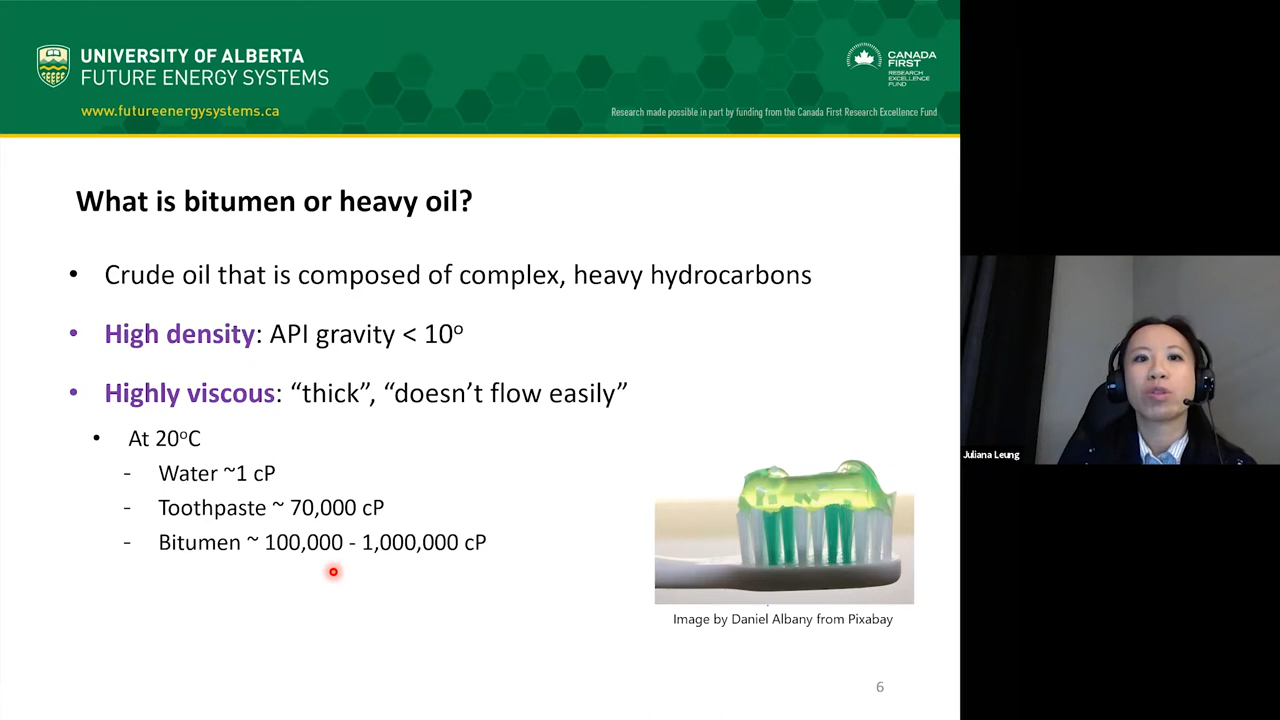 UNIVERSITY OF ALBERTA
FUTURE ENERGY SYSTEMS
www.futureenergysystems.ca
CANADA
FIRST
RESEARCH
EXCELLENCE
FUND
Research made possible in part by funding from the Canada First Research Excellence Fund
What is bitumen or heavy oil?
• Crude oil that is composed of complex, heavy hydrocarbons
• High density: API gravity < 10º
• Highly viscous: “thick”, “doesn’t flow easily”
• At 20ºC
- Water ~1 cP
- Toothpaste ~ 70,000 cP
- Bitumen ~ 100,000 - 1,000,000 cP
Image by Daniel Albany from Pixabay
6
Juliana Leung